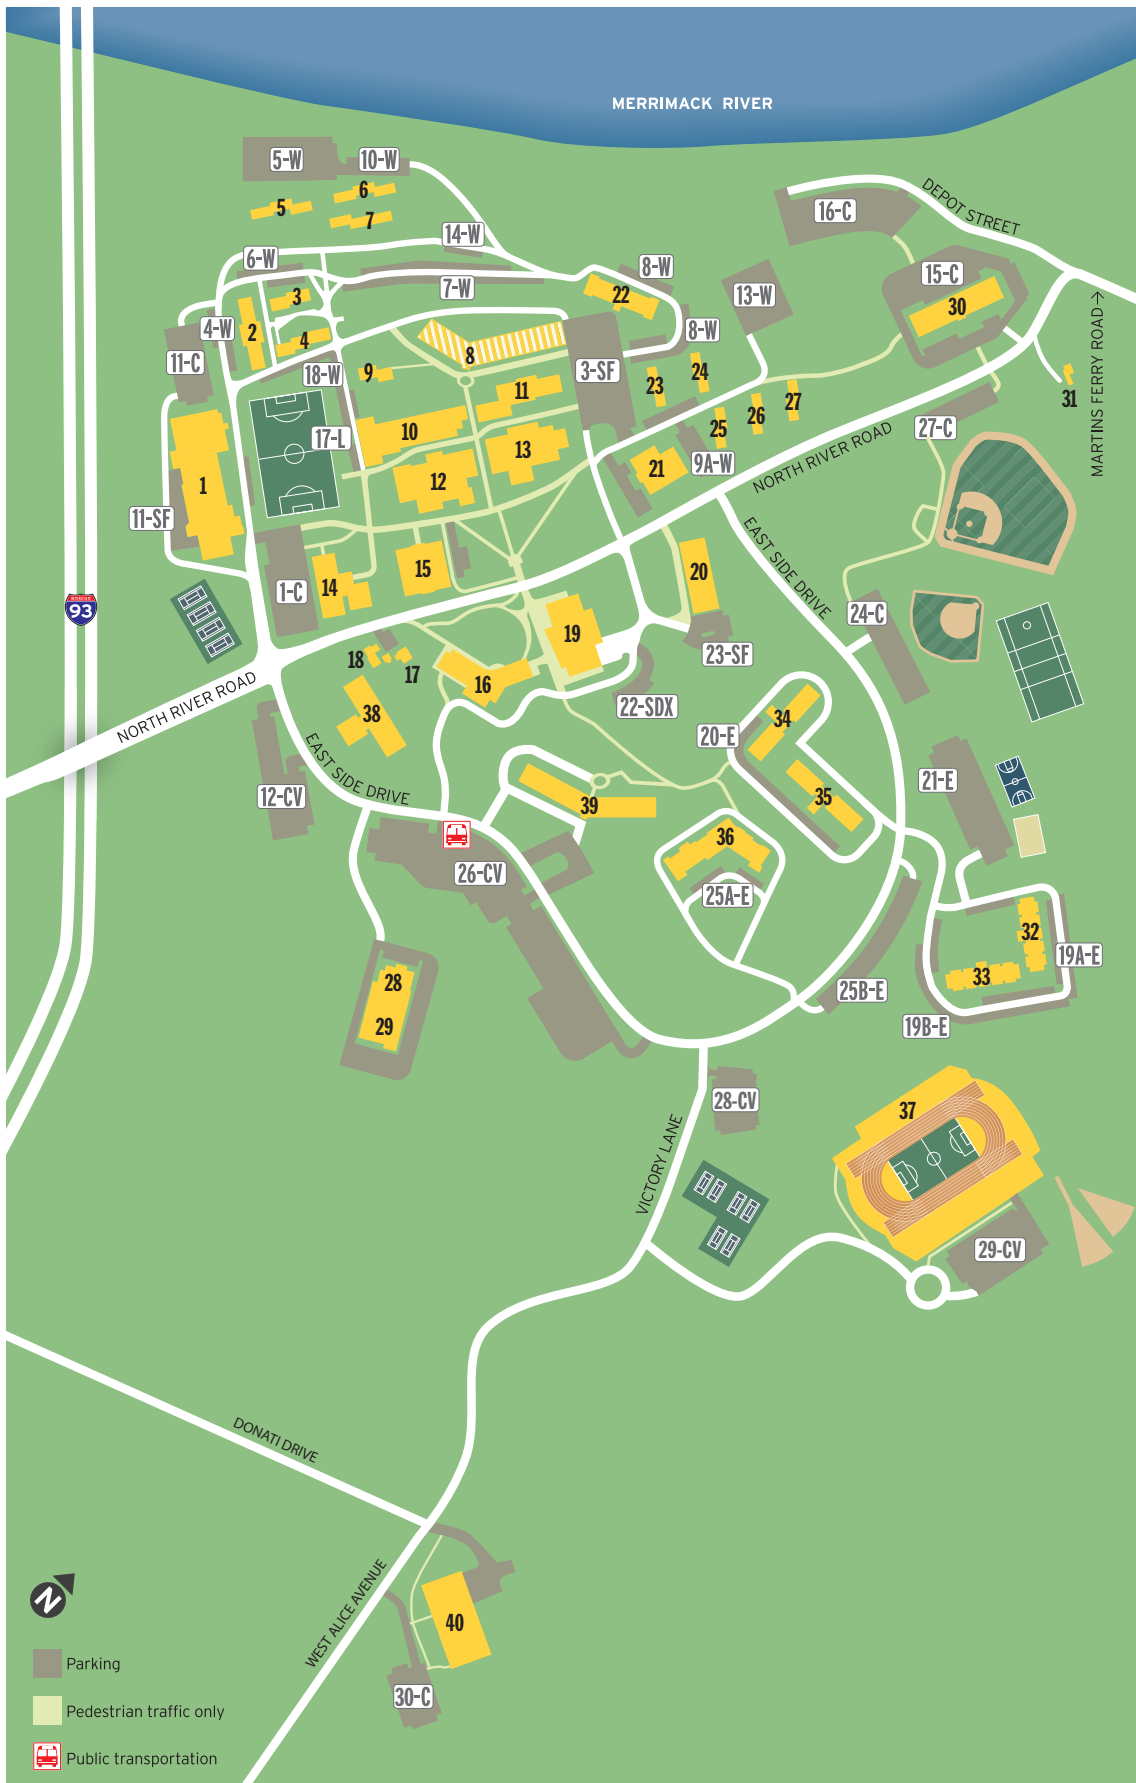 MERRIMACK RIVER
5-W
10-W
6
5
7
16-C
DEPOT STREET
14-W
6-W
8-W
15-C
7-W
13-W
22
3
30
MARTINS FERRY ROAD→
4-W
2
8-W
4
8
11-C
3-SF
18-W
9
24
23
11
27
31
26
25
27-C
10
17-L
NORTH RIVER ROAD
13
9A-W
21
12
1
11-SF
EAST SIDE DRIVE
15
20
14
1-C
INTERSTATE
93
24-C
19
23-SF
18
17
16
NORTH RIVER ROAD
22-SDX
38
34
20-E
EAST SIDE DRIVE
21-E
12-CV
39
35
36
26-CV
25A-E
32
19A-E
33
28
25B-E
29
19B-E
28-CV
37
VICTORY LANE
29-CV
DONATI DRIVE
WEST ALICE AVENUE
N
40
Parking
30-C
Pedestrian traffic only
Public transportation